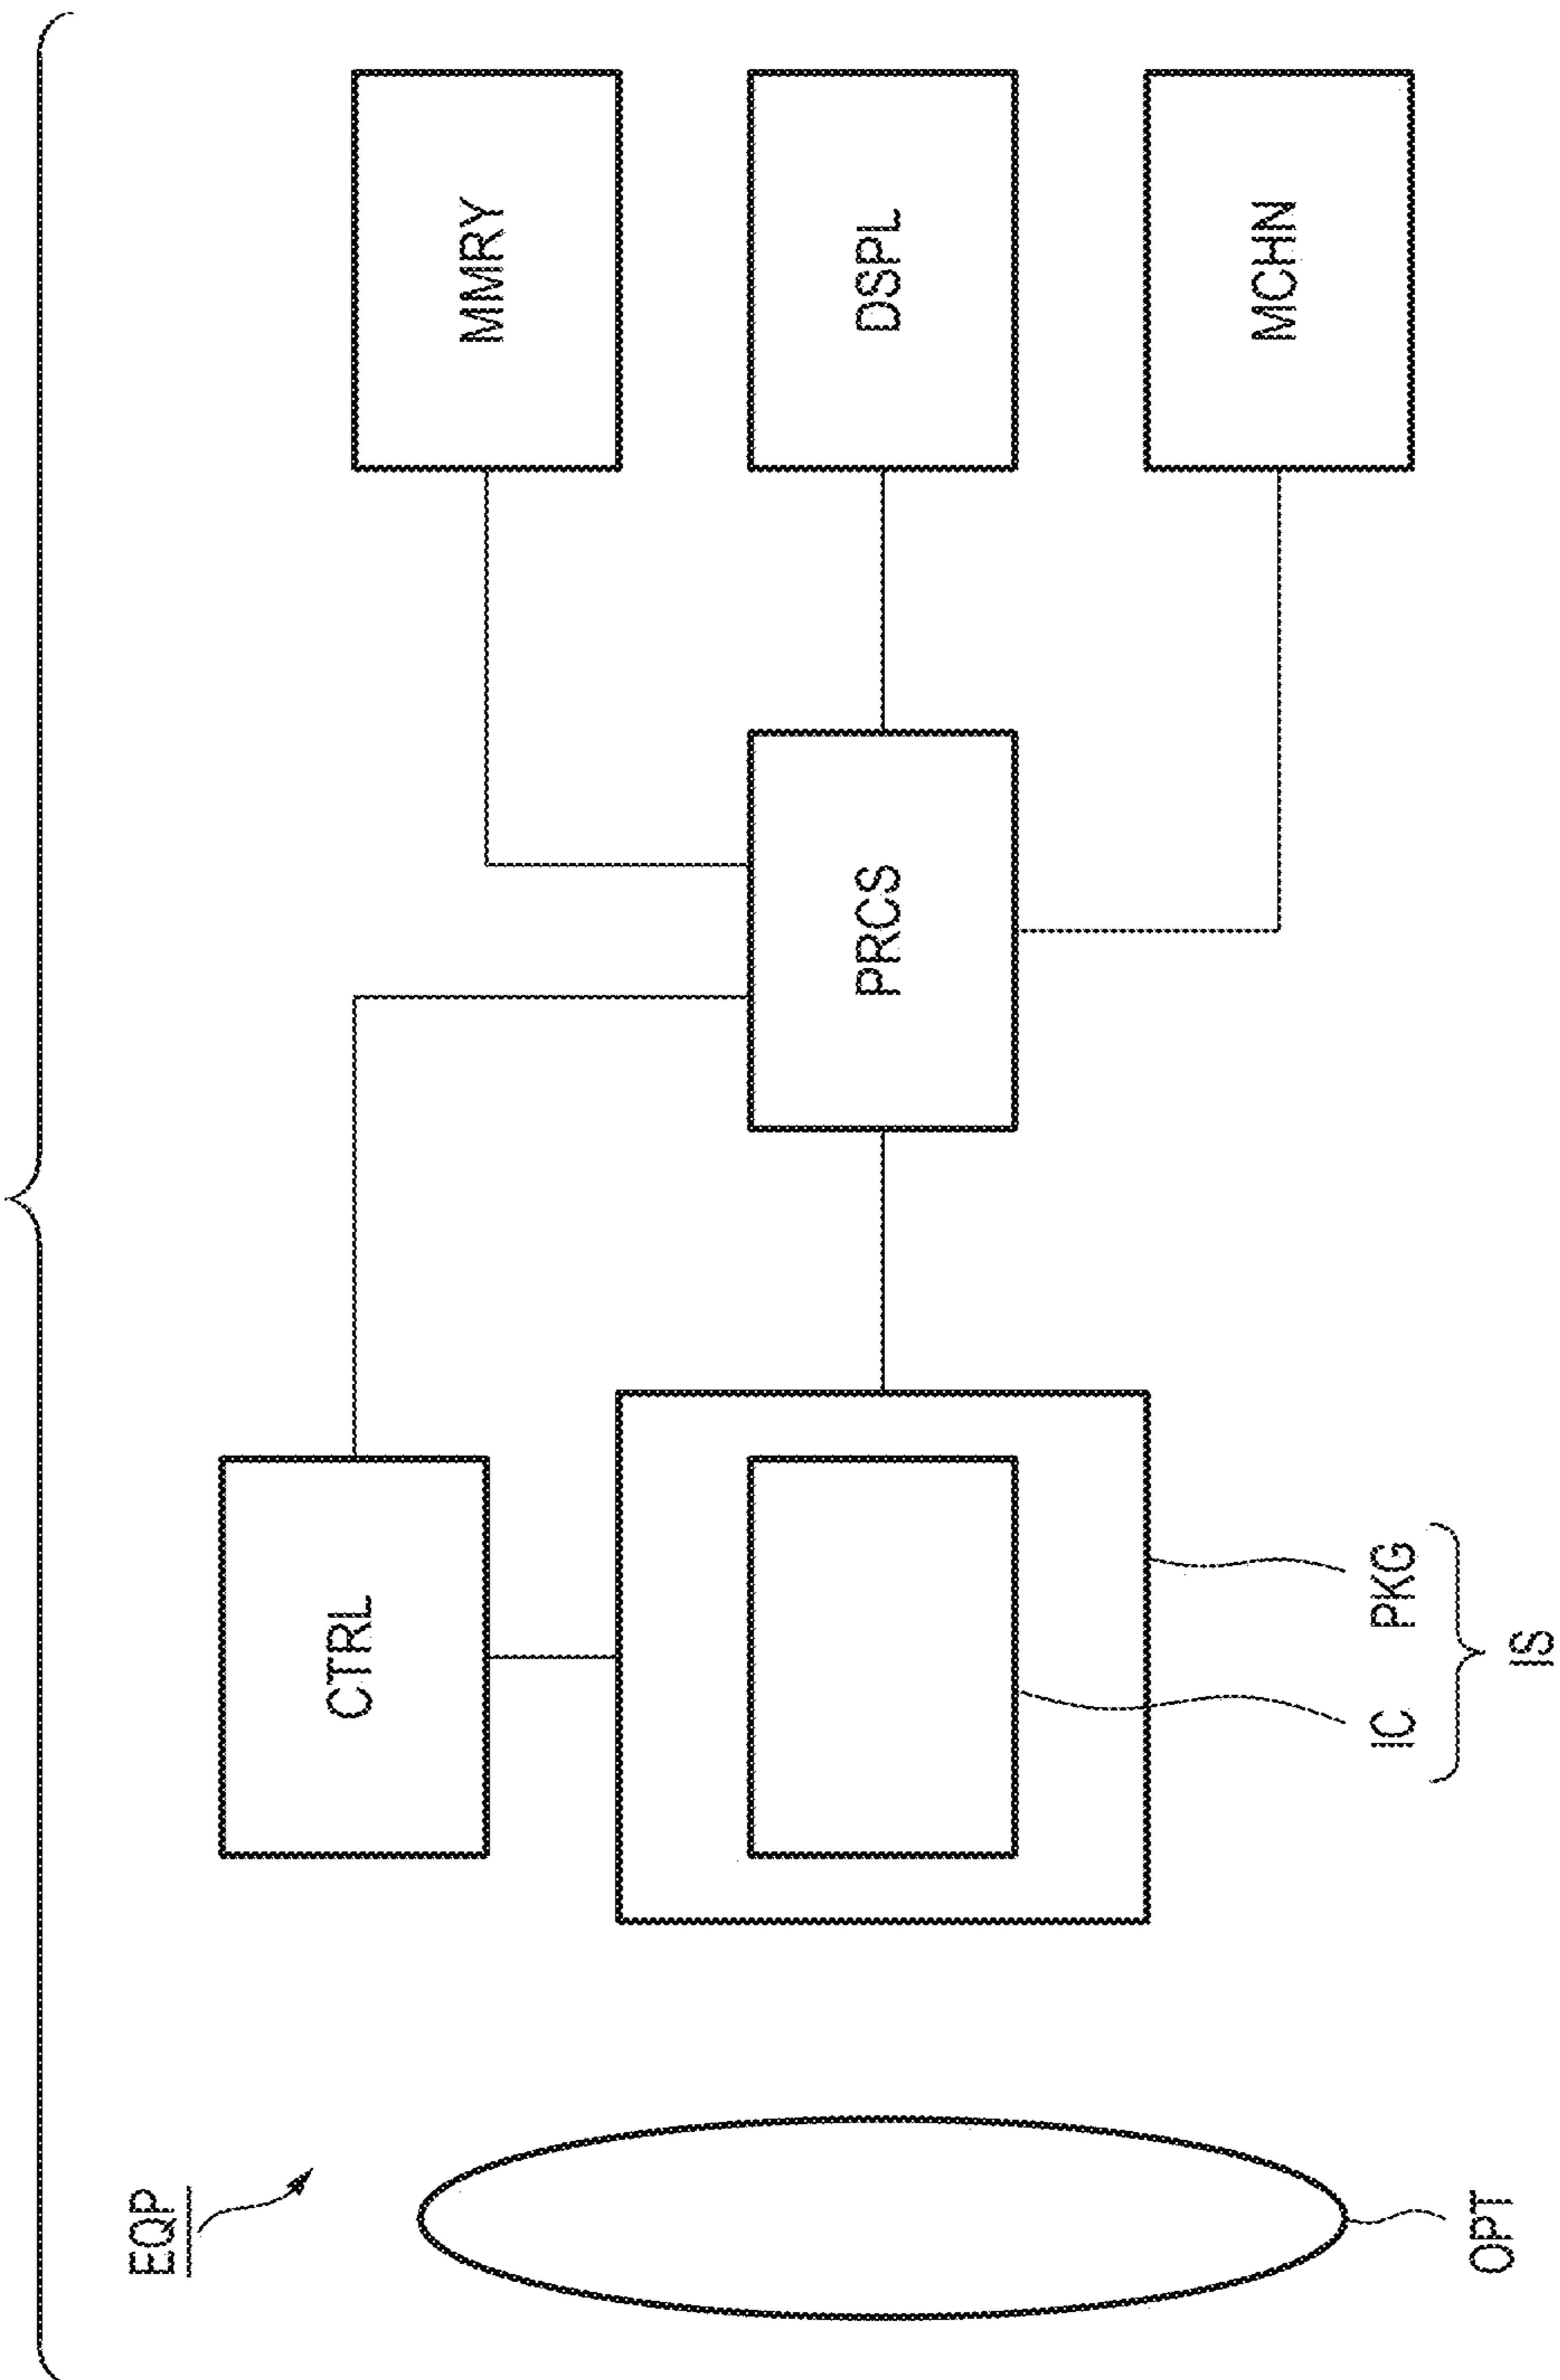 EQP
CTRL
MMRY
PRCS
DSPL
MCHN
OPT
IC
PKG
IS